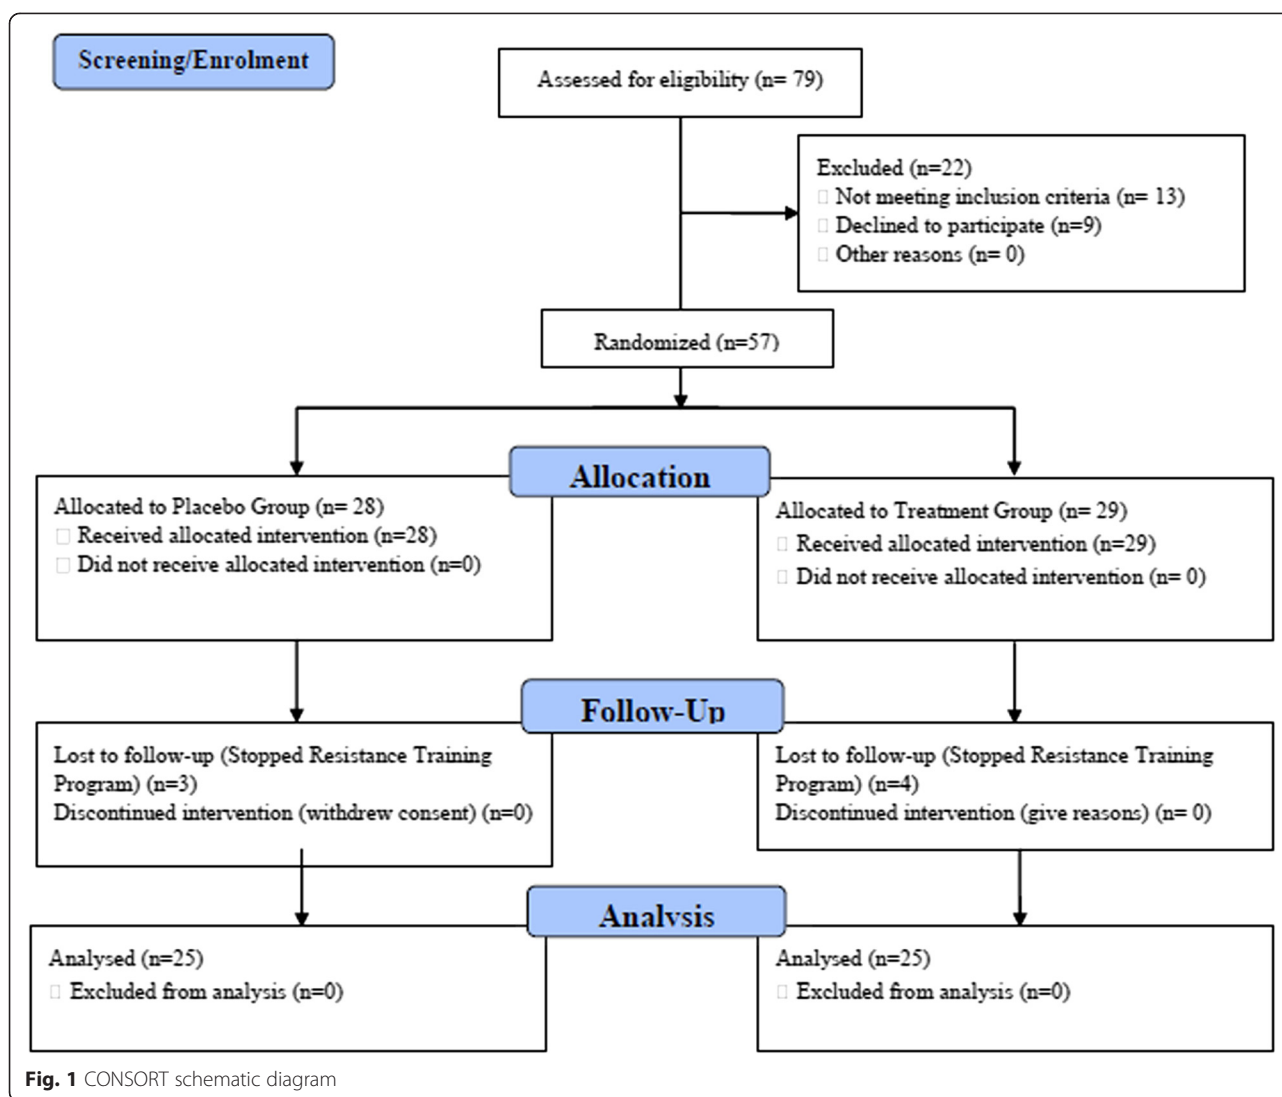 Screening/Enrolment
Assessed for eligibility (n= 79)
Excluded (n=22)
Not meeting inclusion criteria (n= 13)
Declined to participate (n=9)
Other reasons (n= 0)
Randomized (n=57)
Allocation
Allocated to Placebo Group (n= 28)
Received allocated intervention (n=28)
Did not receive allocated intervention (n=0)
Allocated to Treatment Group (n= 29)
Received allocated intervention (n=29)
Did not receive allocated intervention (n= 0)
Follow-Up
Lost to follow-up (Stopped Resistance Training
Program) (n=3)
Discontinued intervention (withdrew consent) (n=0)
Lost to follow-up (Stopped Resistance Training
Program) (n=4)
Discontinued intervention (give reasons) (n= 0)
Analysis
Analysed (n=25)
Excluded from analysis (n=0)
Analysed (n=25)
Excluded from analysis (n=0)
Fig. 1 CONSORT schematic diagram